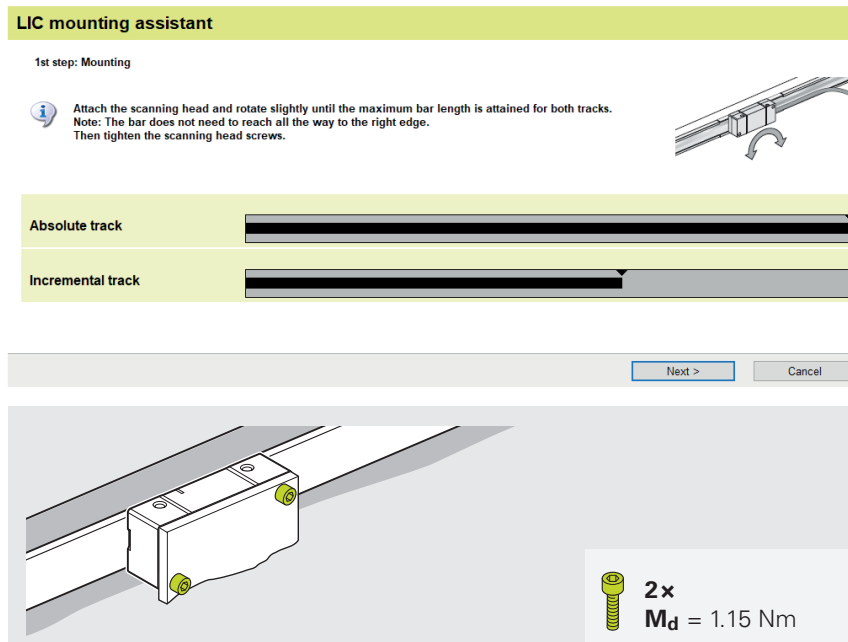 LIC mounting assistant
1st step: Mounting
Attach the scanning head and rotate slightly until the maximum bar length is attained for both tracks.
Note: The bar does not need to reach all the way to the right edge.
Then tighten the scanning head screws.
Absolute track
Incremental track
Next >
Cancel
2×
Md = 1.15 Nm